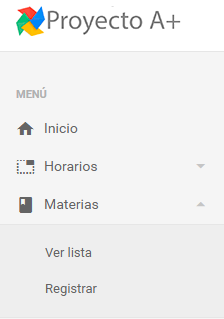 Proyecto A+
MENÚ
Inicio
Horarios
Materias
Ver lista
Registrar